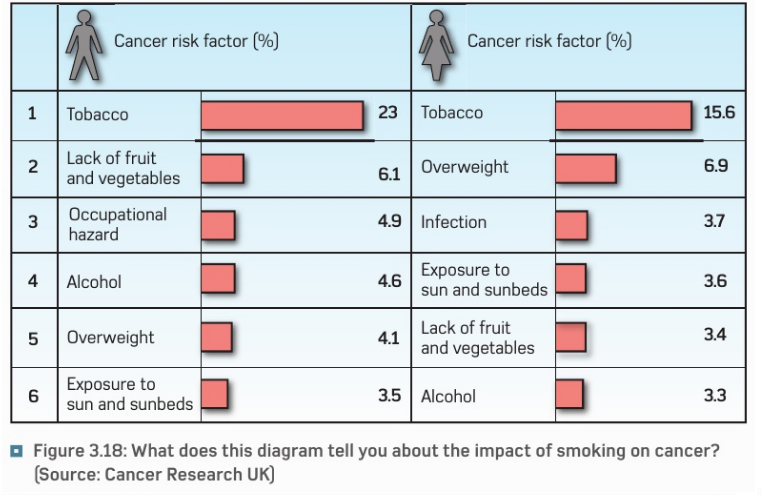 Cancer risk factor (%)
Cancer risk factor (%)
1
Tobacco
23
Tobacco
15.6
2
Lack of fruit
and vegetables
6.1
Overweight
6.9
3
Occupational
hazard
4.9
Infection
3.7
4
Alcohol
4.6
Exposure to
sun and sunbeds
3.6
5
Overweight
4.1
Lack of fruit
and vegetables
3.4
6
Exposure to
sun and sunbeds
3.5
Alcohol
3.3
Figure 3.18: What does this diagram tell you about the impact of smoking on cancer?
(Source: Cancer Research UK)